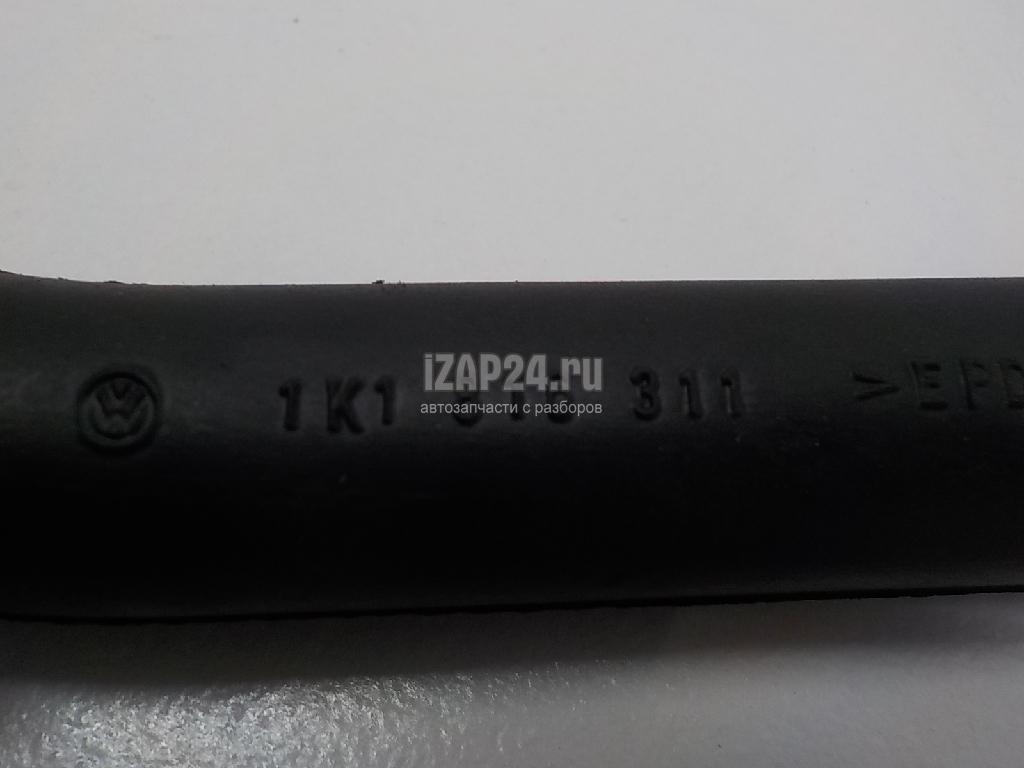 iZAP24.ru
автозапчасти с разборов
1K1 311 >EPD